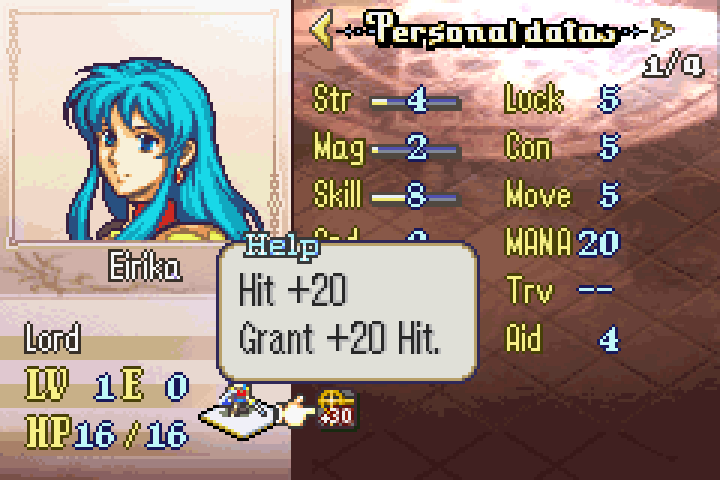 Personal datas
1/4
Str 4 Luck 5
Mag 2 Con 5
Skill 8 Move 5
MANA 20
Help
Hit +20
Grant +20 Hit.
Eirika
Trv --
Lord
Aid 4
LV 1 E 0
HP 16/16
+30